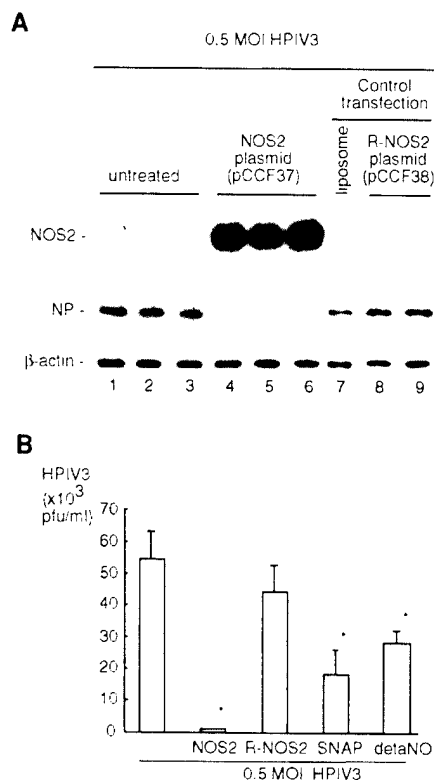 A
0.5 MOI HPIV3
Control
transfection
NOS2
plasmid
(pCCF37)
liposome
R-NOS2
plasmid
(pCCF38)
untreated
NOS2 -
NP -
β-actin -
1 2 3 4 5 6 7 8 9
B
HPIV3
(x10³
pfu/ml)
70
60
50
40
30
20
10
0
NOS2 R-NOS2 SNAP detaNO
0.5 MOI HPIV3